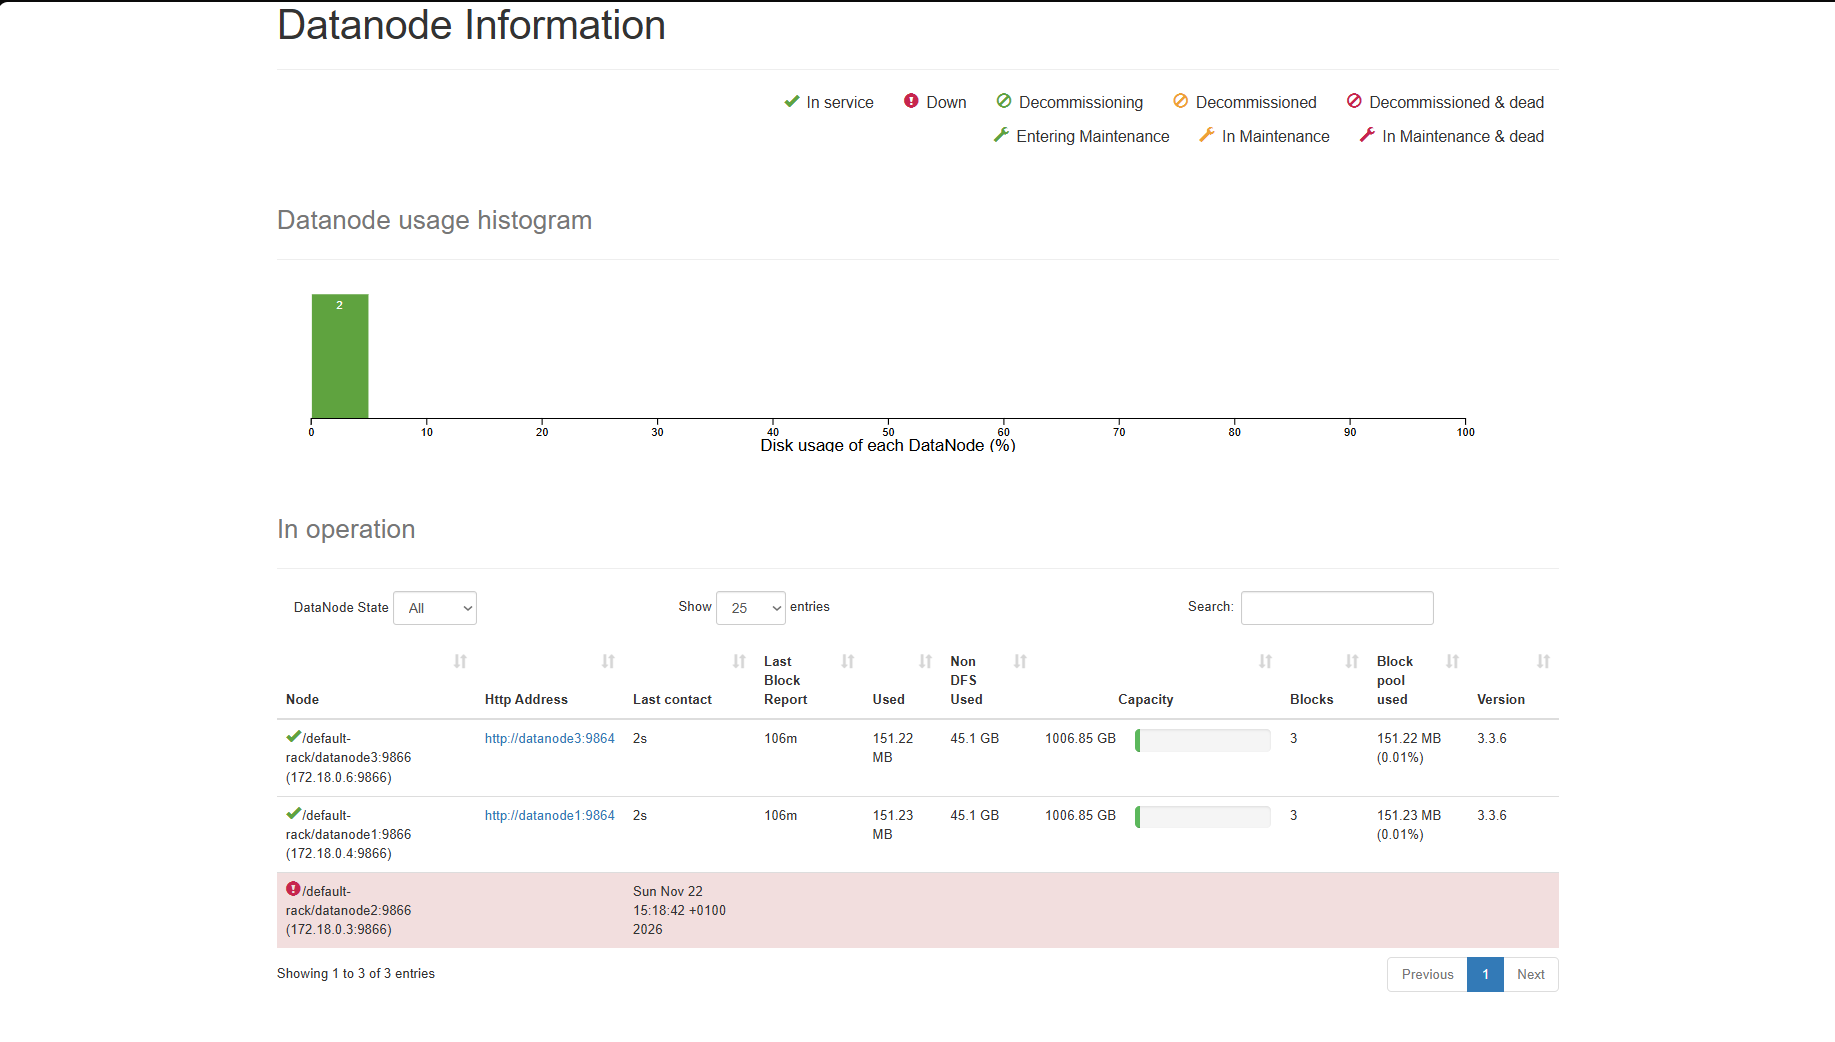 Datanode Information
In service Down Decommissioning Decommissioned Decommissioned & dead
Entering Maintenance In Maintenance In Maintenance & dead
Datanode usage histogram
2
0 10 20 30 40 50 60 70 80 90 100
Disk usage of each DataNode (%)
In operation
DataNode State All Show 25 entries Search:
Node Http Address Last contact Last Block Report Used Non DFS Used Capacity Blocks Block pool used Version
/default-
rack/datanode3:9866
(172.18.0.6:9866)
http://datanode3:9864 2s 106m 151.22 MB 45.1 GB 1006.85 GB 3 151.22 MB (0.01%) 3.3.6
/default-
rack/datanode1:9866
(172.18.0.4:9866)
http://datanode1:9864 2s 106m 151.23 MB 45.1 GB 1006.85 GB 3 151.23 MB (0.01%) 3.3.6
/default-
rack/datanode2:9866
(172.18.0.3:9866)
Sun Nov 22
15:18:42 +0100
2026
Showing 1 to 3 of 3 entries
Previous 1 Next